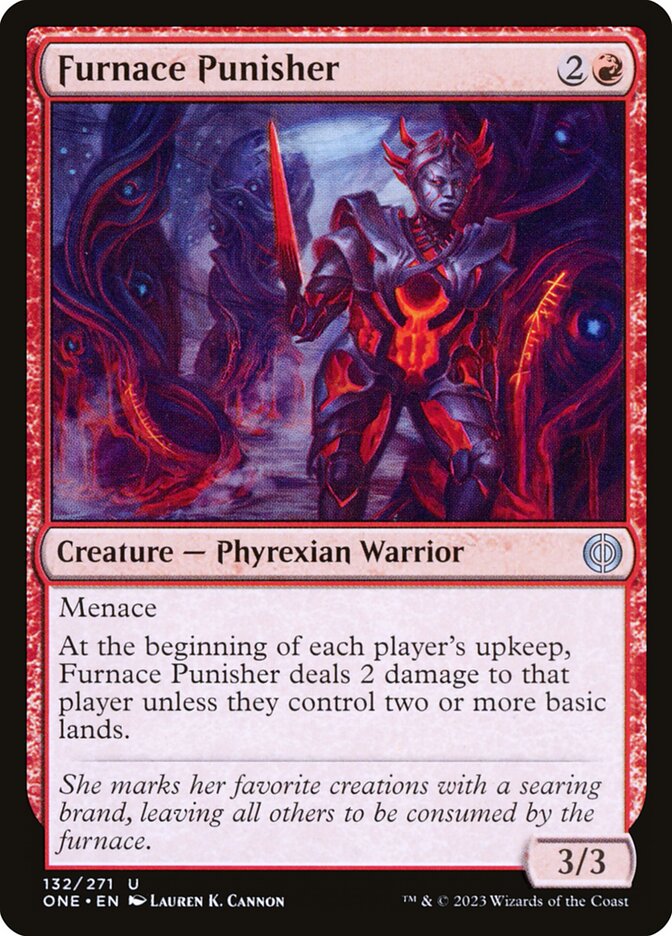 Furnace Punisher 2
Creature — Phyrexian Warrior
Menace
At the beginning of each player's upkeep,
Furnace Punisher deals 2 damage to that
player unless they control two or more basic
lands.
She marks her favorite creations with a searing
brand, leaving all others to be consumed by the
furnace.
3/3
132/271 U
ONE • EN Lauren K. Cannon
™ & © 2023 Wizards of the Coast